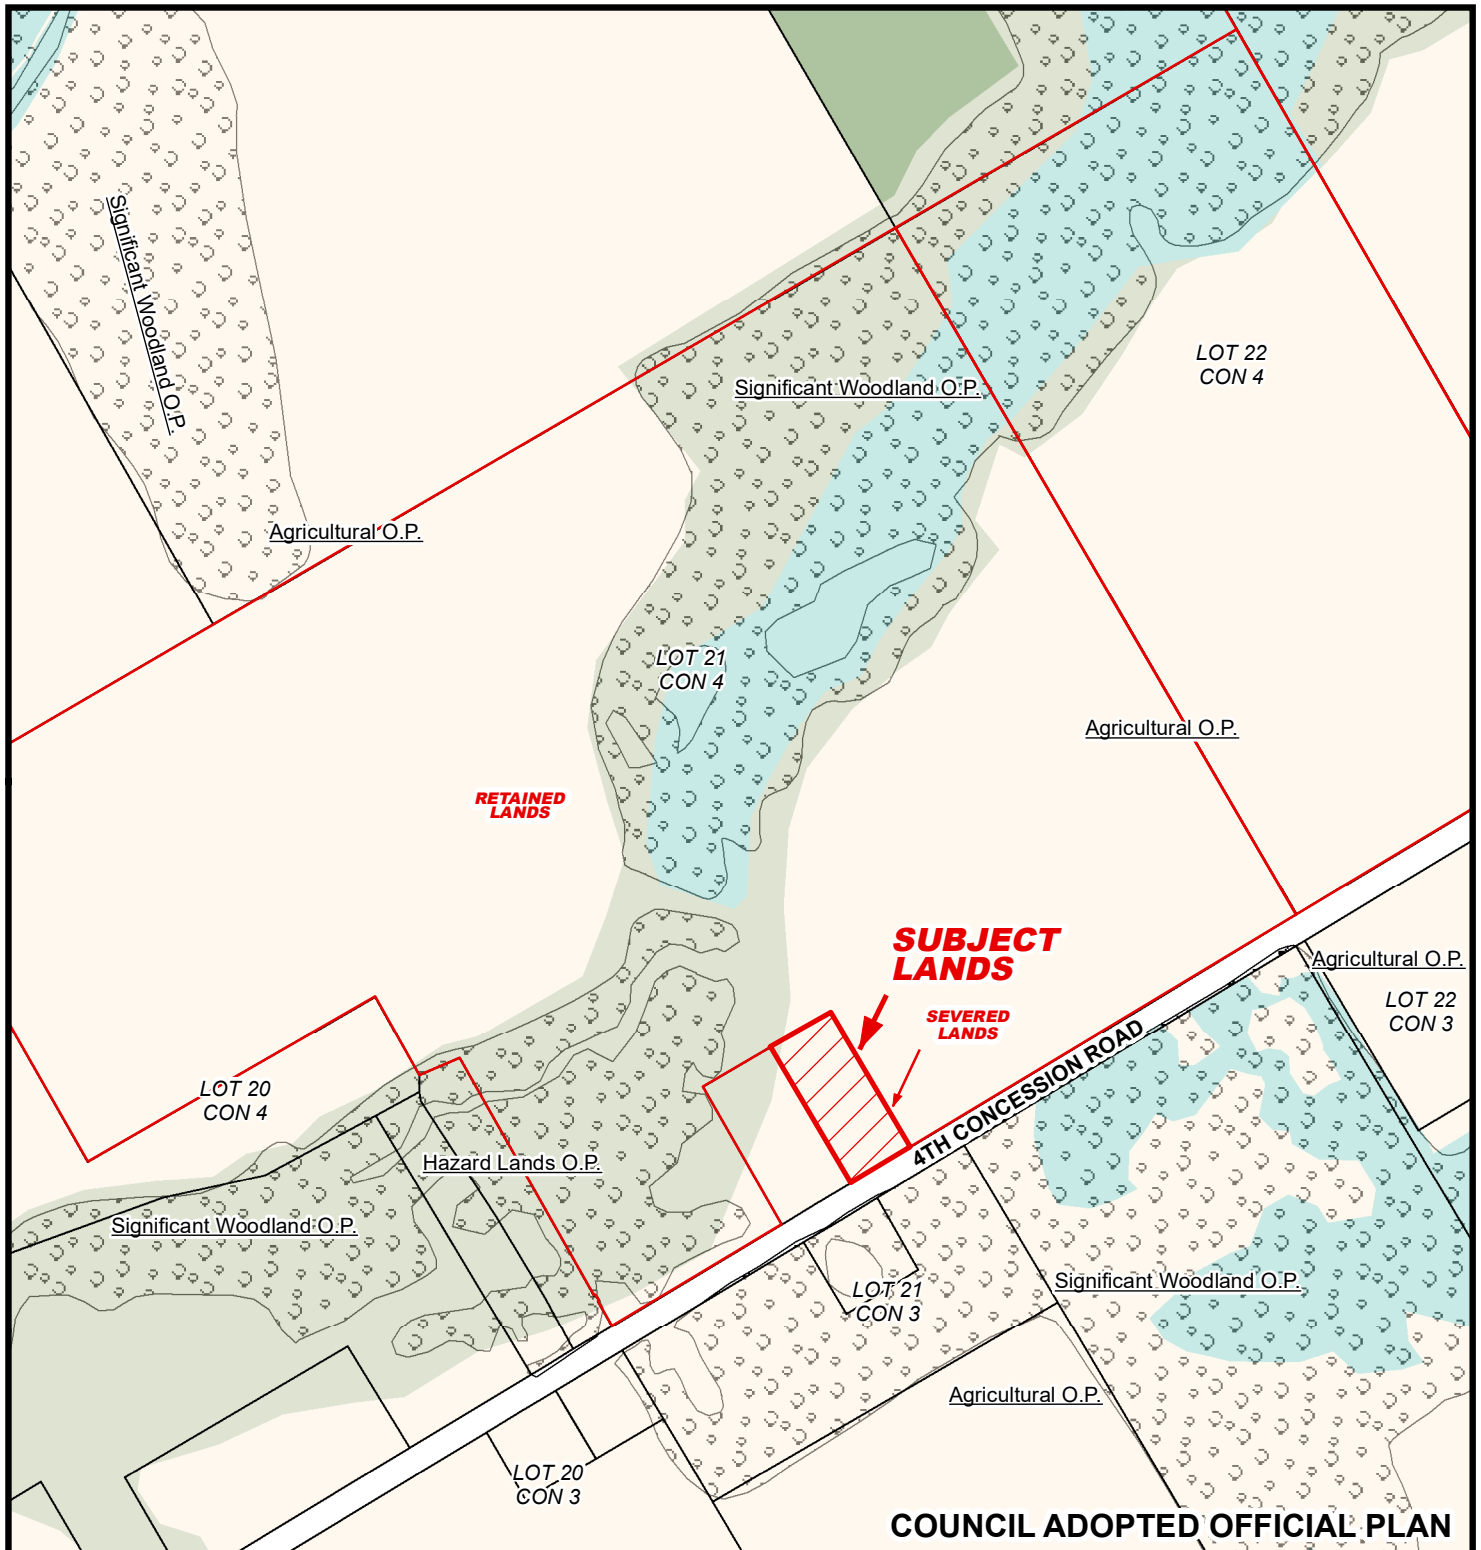 Significant Woodland O.P.
LOT 22
CON 4
Significant Woodland O.P.
Agricultural O.P.
LOT 21
CON 4
Agricultural O.P.
RETAINED
LANDS
SUBJECT
LANDS
Agricultural O.P.
SEVERED
LANDS
LOT 22
CON 3
4TH CONCESSION ROAD
LOT 20
CON 4
Hazard Lands O.P.
Significant Woodland O.P.
Significant Woodland O.P.
LOT 21
CON 3
Agricultural O.P.
LOT 20
CON 3
COUNCIL ADOPTED OFFICIAL PLAN